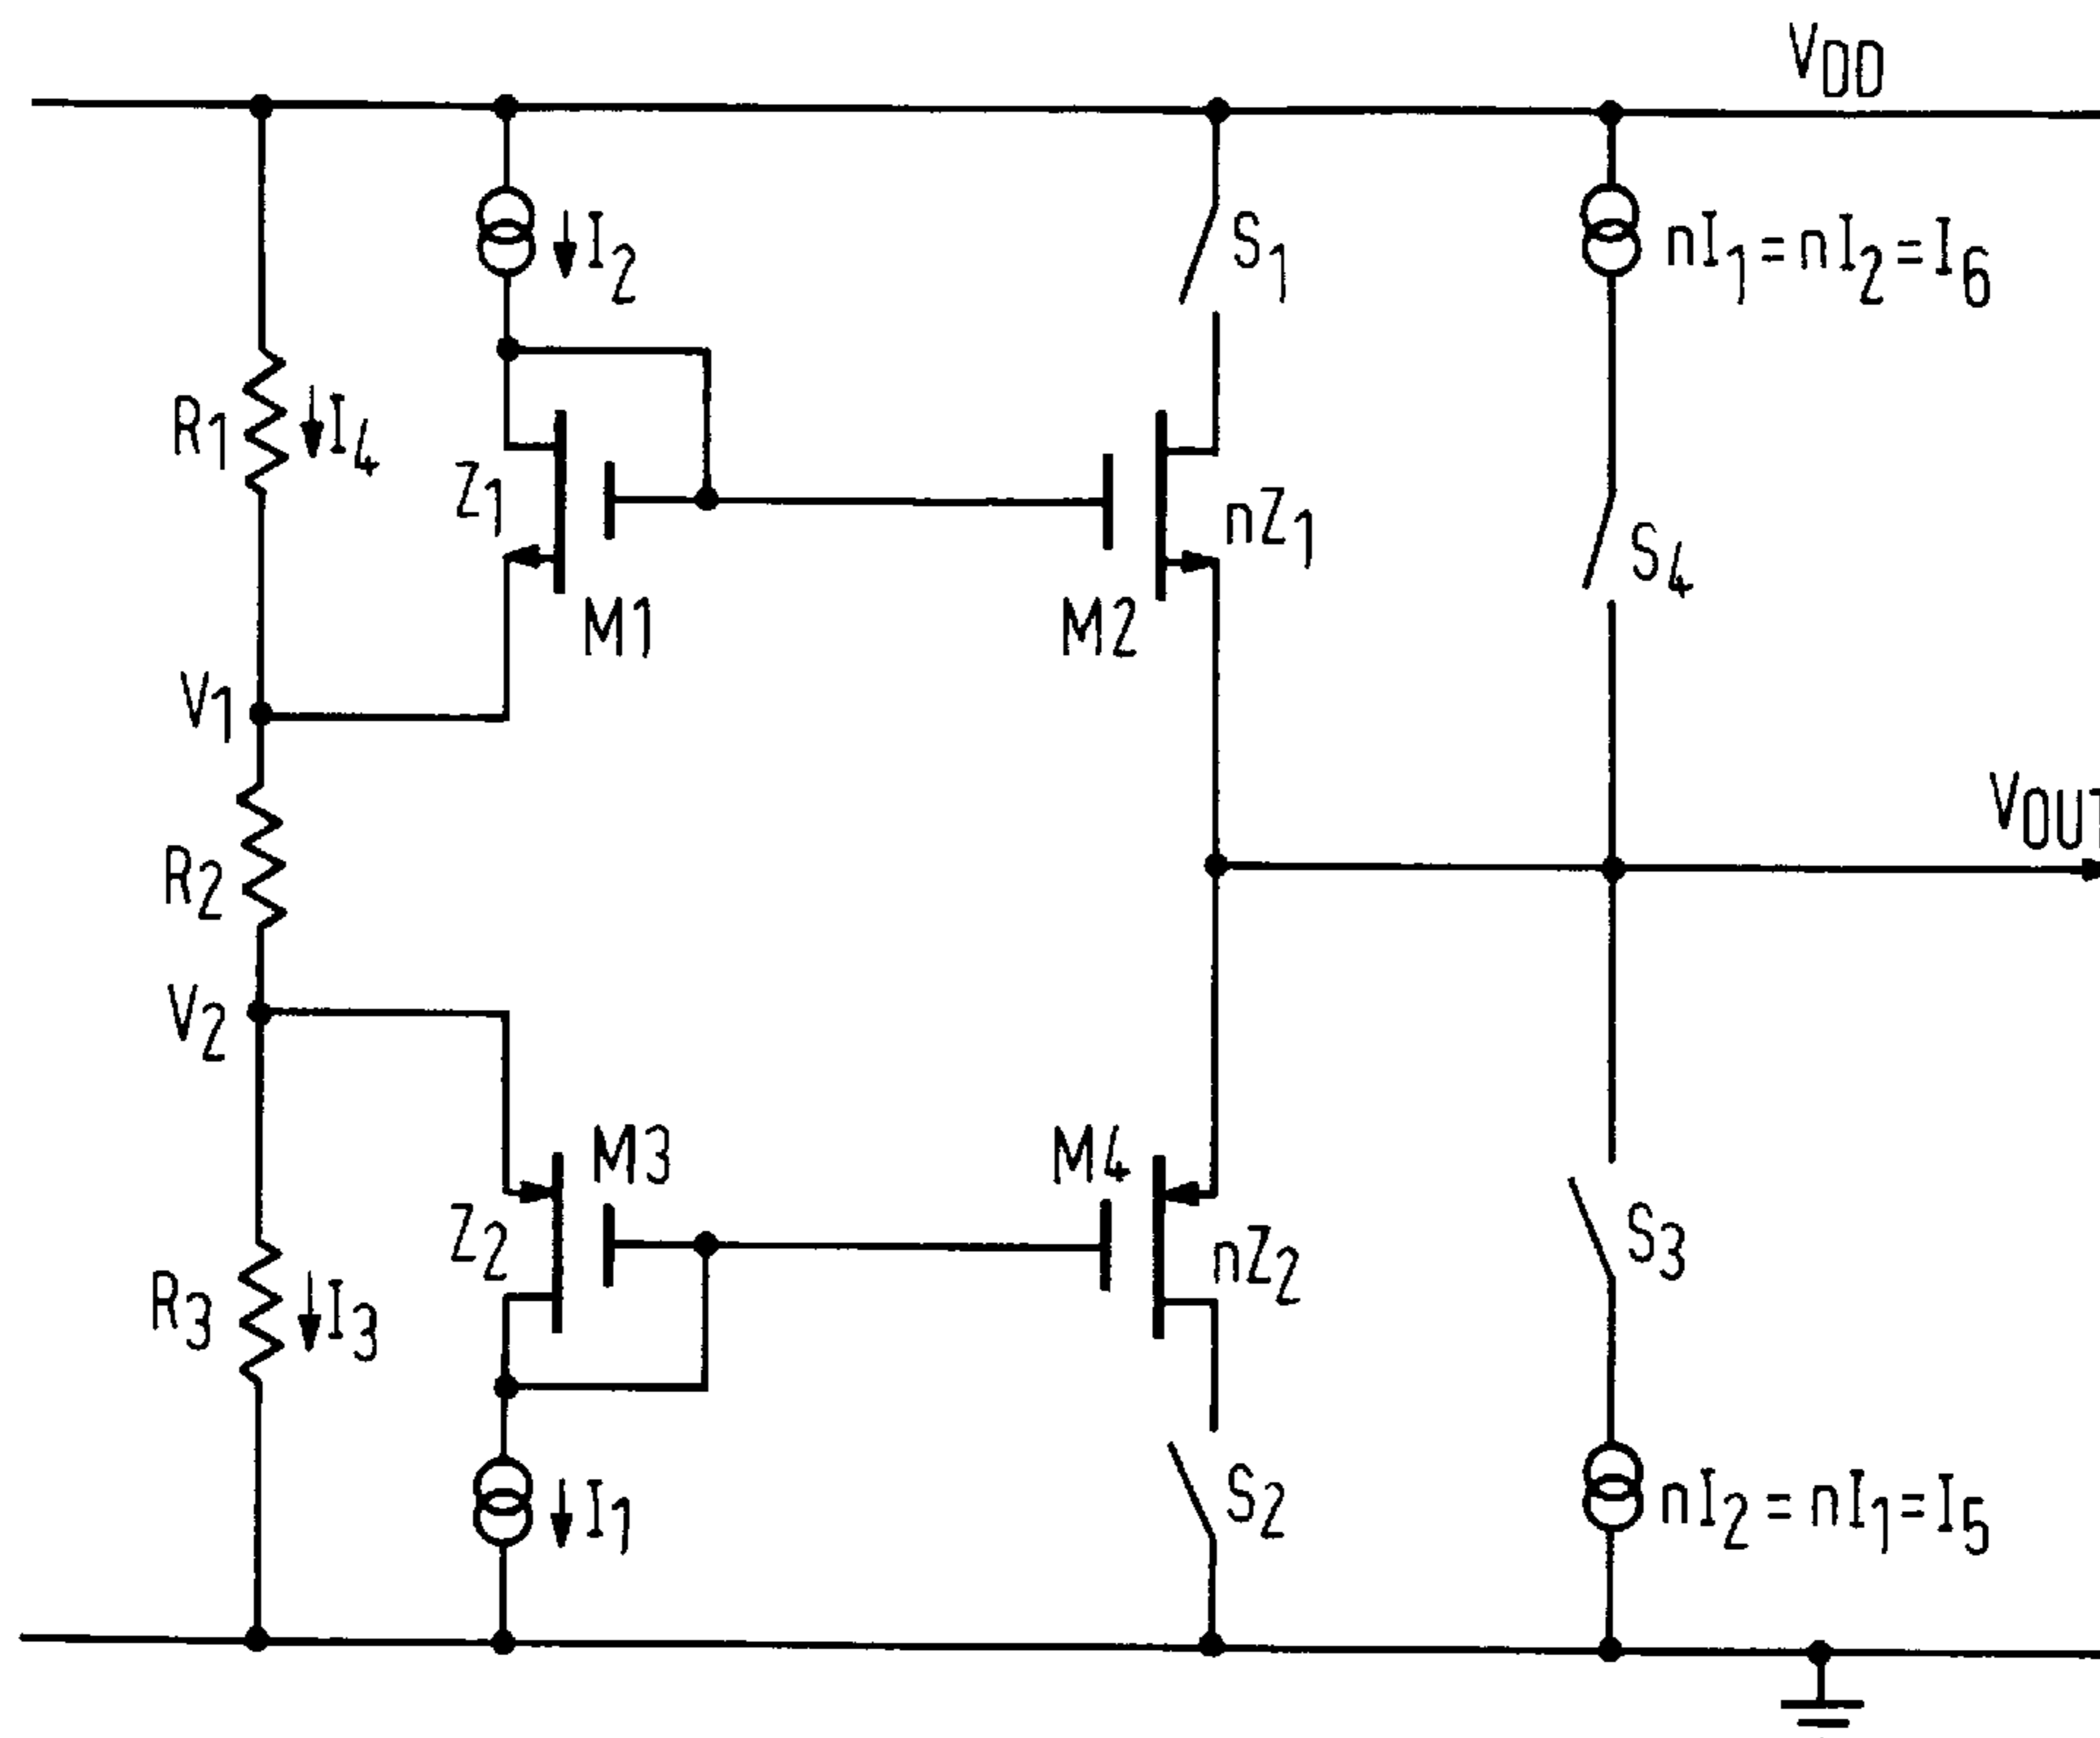 VDD
I2
S1
nI1 = nI2 = I6
R1
I4
Z1
nZ1
S4
M1
M2
V1
VOUT
R2
V2
M3
M4
Z2
nZ2
S3
R3
I3
I1
S2
nI2 = nI1 = I5